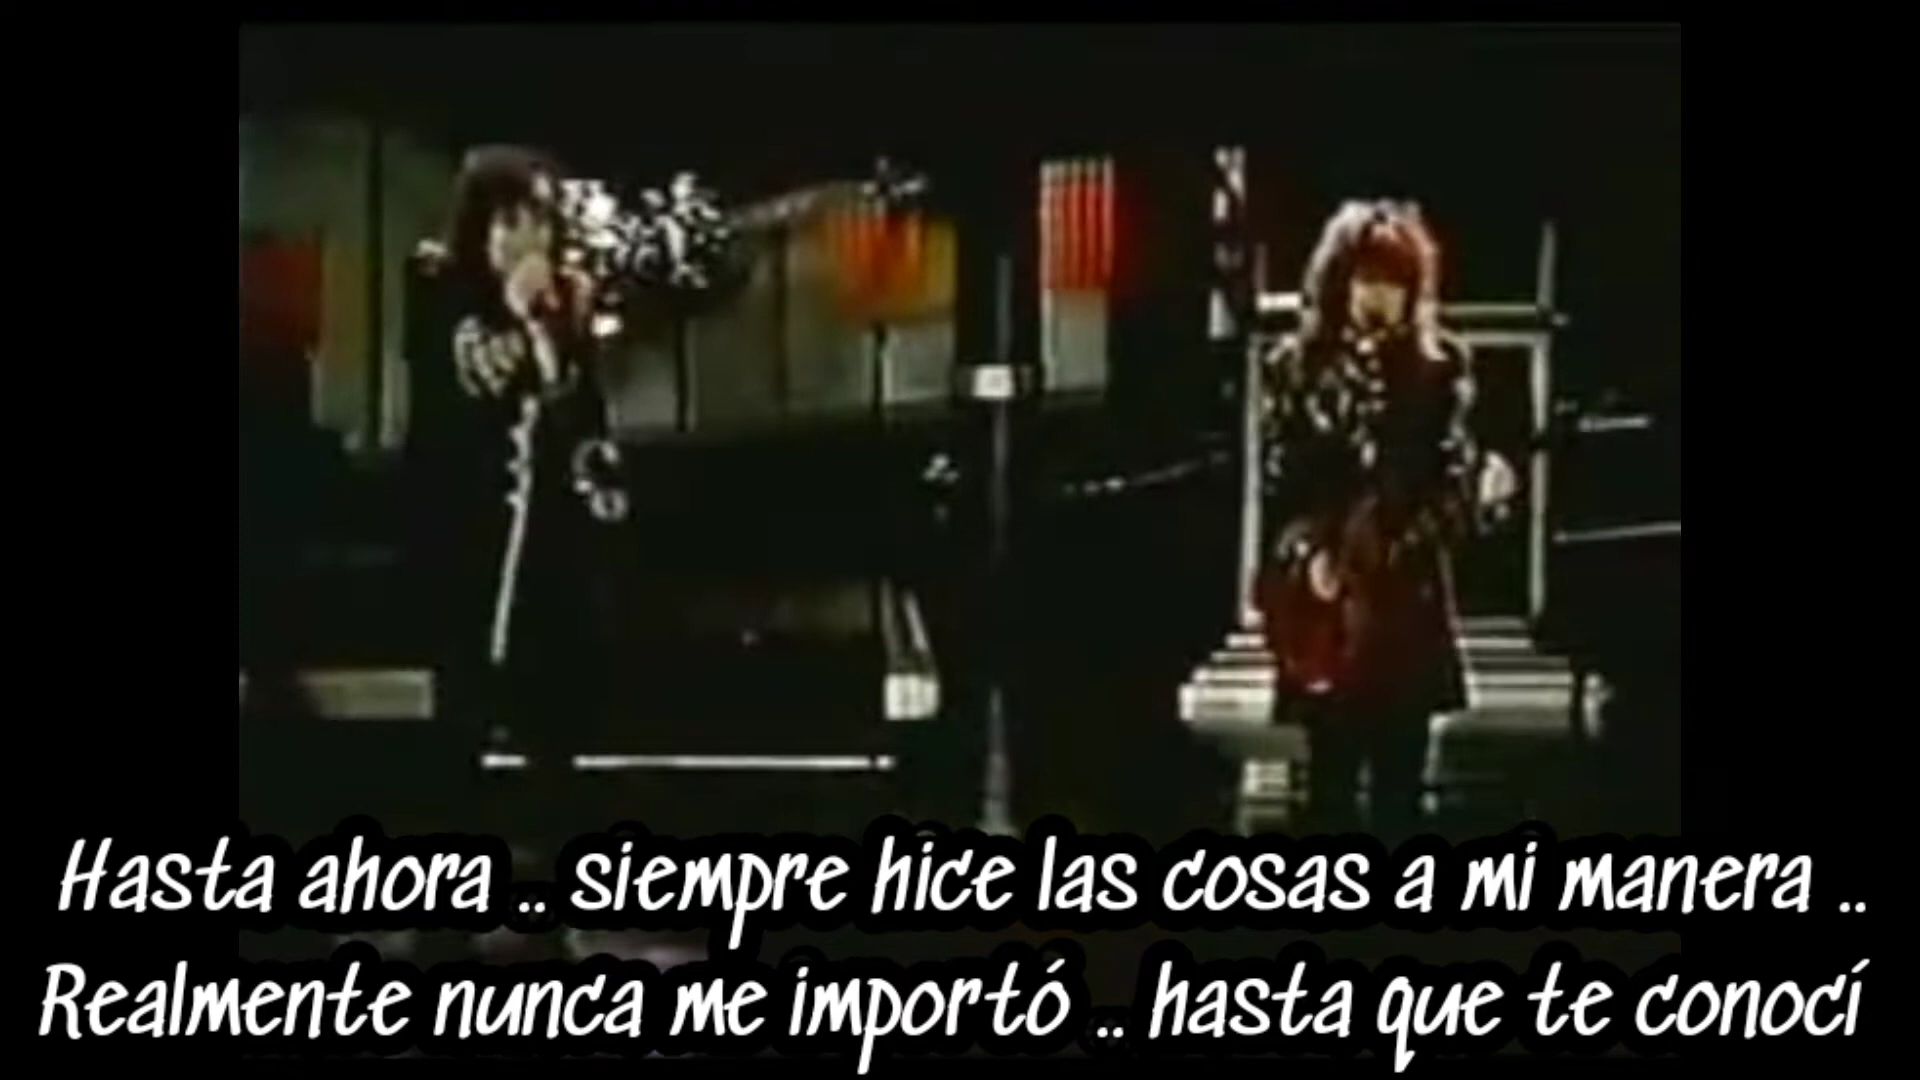 Hasta ahora .. siempre hice las cosas a mi manera ..
Realmente nunca me importó .. hasta que te conocí